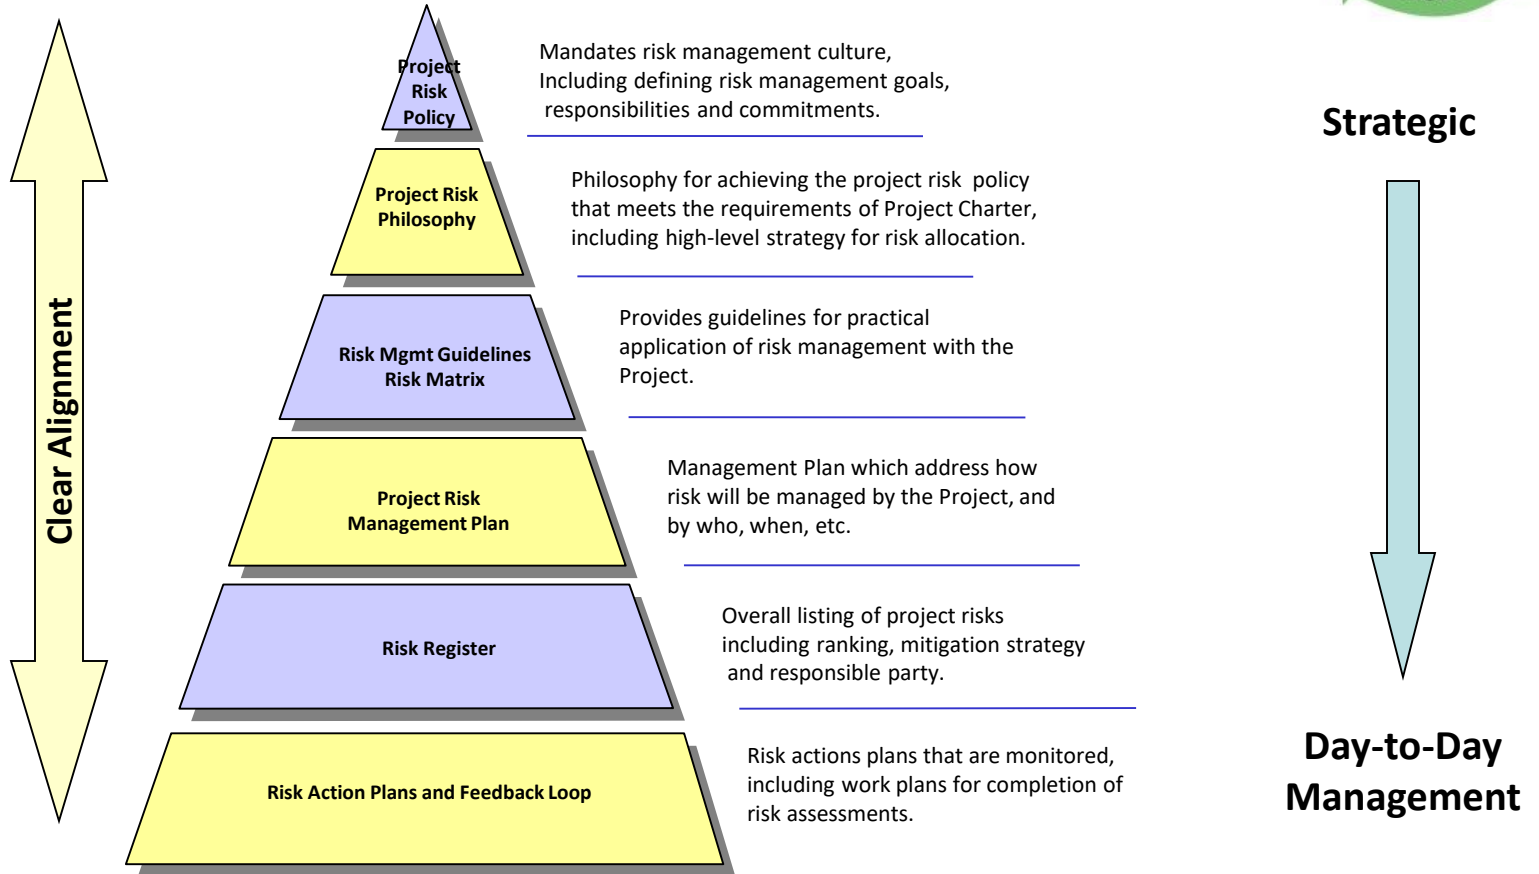 Project
Risk
Policy
Mandates risk management culture,
Including defining risk management goals,
responsibilities and commitments.
Strategic
Project Risk
Philosophy
Philosophy for achieving the project risk policy
that meets the requirements of Project Charter,
including high-level strategy for risk allocation.
Clear Alignment
Risk Mgmt Guidelines
Risk Matrix
Provides guidelines for practical
application of risk management with the
Project.
Project Risk
Management Plan
Management Plan which address how
risk will be managed by the Project, and
by who, when, etc.
Risk Register
Overall listing of project risks
including ranking, mitigation strategy
and responsible party.
Risk Action Plans and Feedback Loop
Risk actions plans that are monitored,
including work plans for completion of
risk assessments.
Day-to-Day
Management